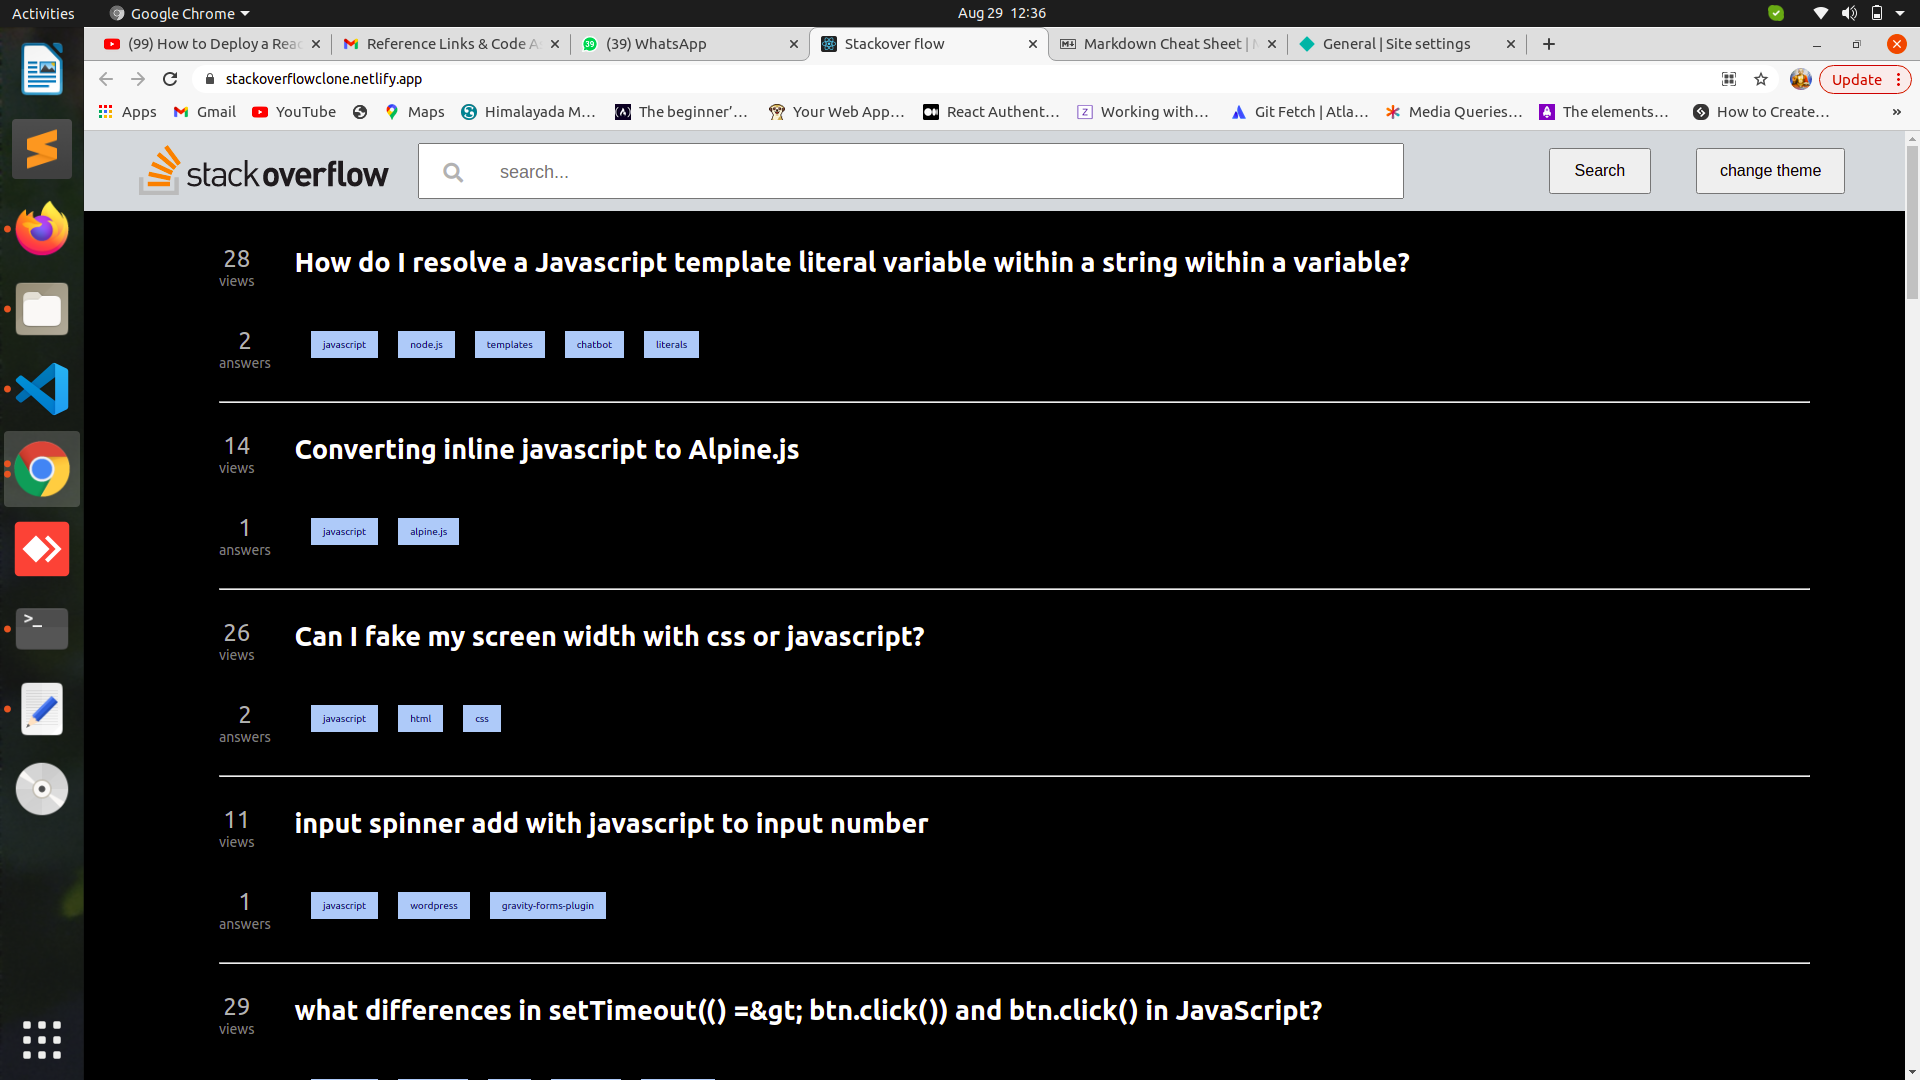 Activities Google Chrome Aug 29 12:36
(99) How to Deploy a Reac Reference Links & Code A (39) WhatsApp Stackover flow Markdown Cheat Sheet | General | Site settings
stackoverflowclone.netlify.app Update
Apps Gmail YouTube Maps Himalayada M... The beginner'... Your Web App... React Authent... Working with... Git Fetch | Atla... Media Queries... The elements... How to Create... »
stack overflow search... Search change theme
28 How do I resolve a Javascript template literal variable within a string within a variable?
views
2 javascript node.js templates chatbot literals
answers
14 Converting inline javascript to Alpine.js
views
1 javascript alpine.js
answers
26 Can I fake my screen width with css or javascript?
views
2 javascript html css
answers
11 input spinner add with javascript to input number
views
1 javascript wordpress gravity-forms-plugin
answers
29 what differences in setTimeout(() =&gt; btn.click()) and btn.click() in JavaScript?
views